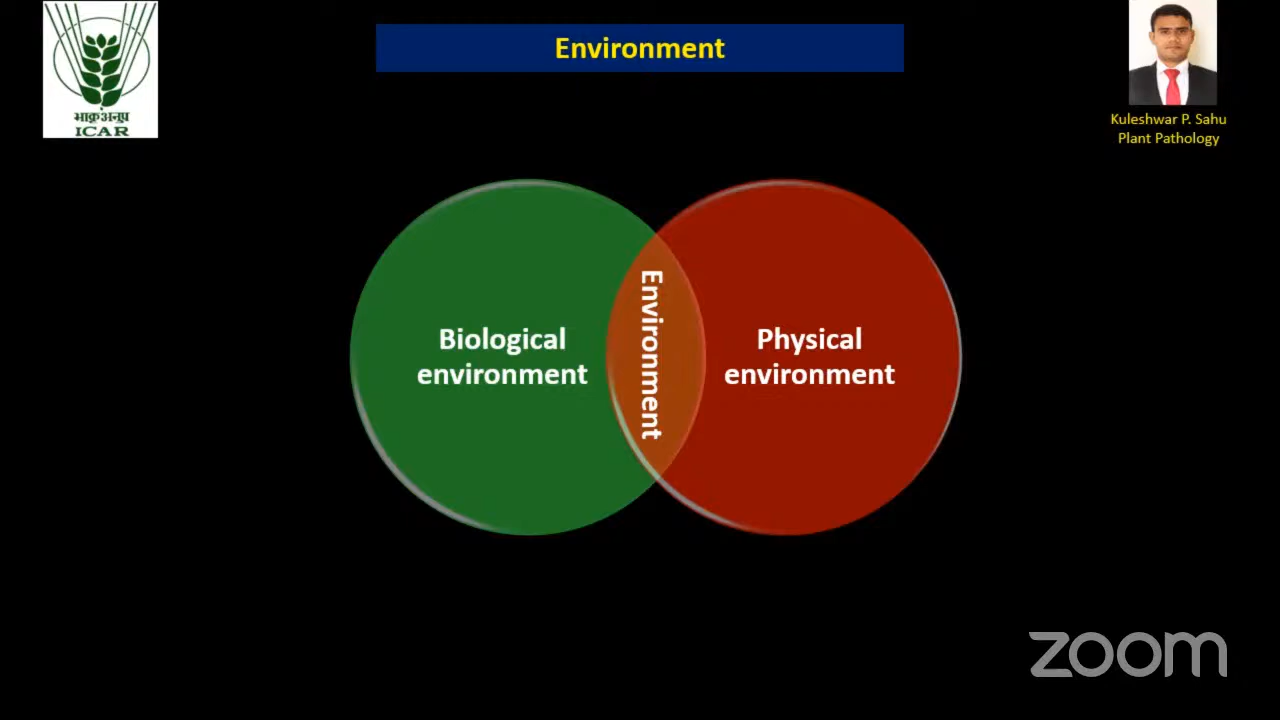 Environment
भाकृअनुप
ICAR
Kuleshwar P. Sahu
Plant Pathology
Biological
environment
Environment
Physical
environment
zoom